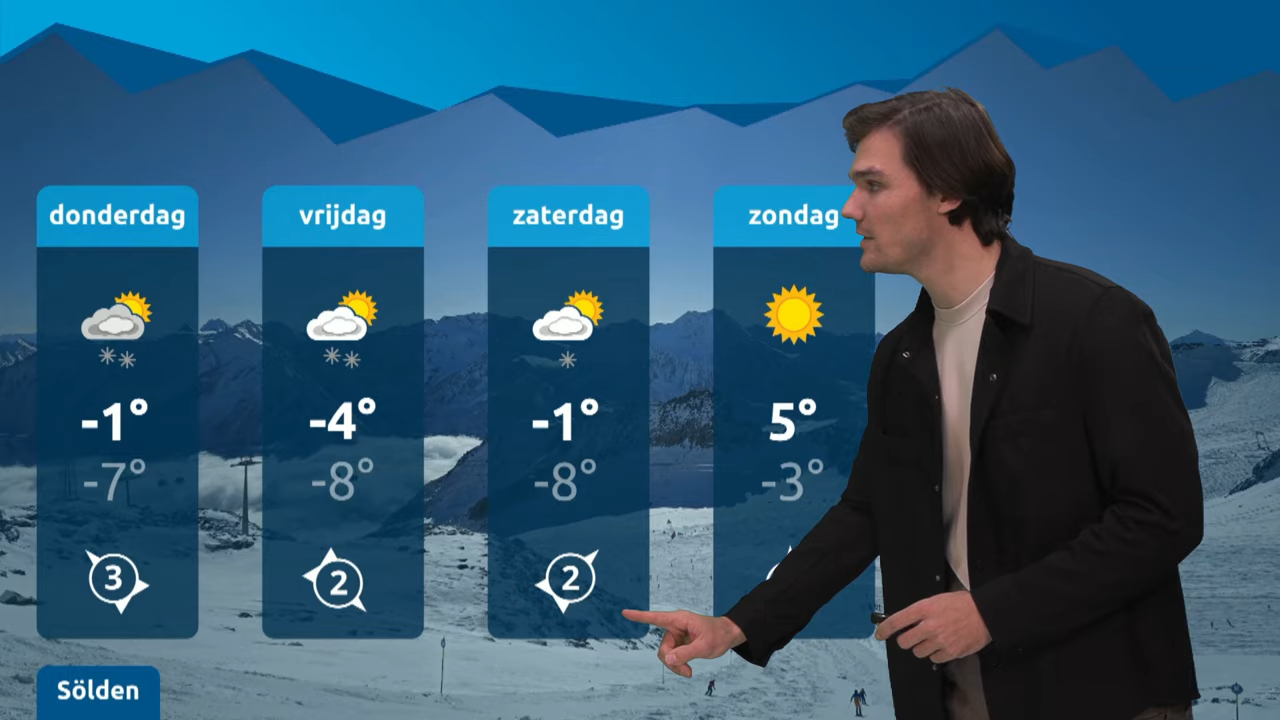 donderdag vrijdag zaterdag zondag
-1° -4° -1° 5°
-7° -8° -8° -3°
3 2 2
Sölden